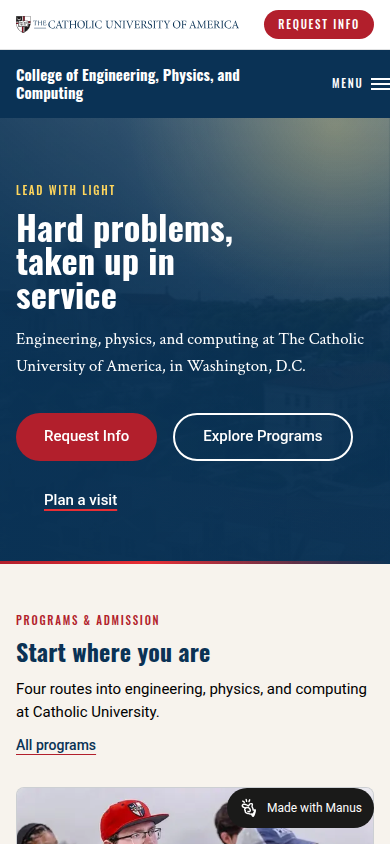 THE CATHOLIC UNIVERSITY OF AMERICA
REQUEST INFO
College of Engineering, Physics, and
Computing
MENU
LEAD WITH LIGHT
Hard problems,
taken up in
service
Engineering, physics, and computing at The Catholic
University of America, in Washington, D.C.
Request Info
Explore Programs
Plan a visit
PROGRAMS & ADMISSION
Start where you are
Four routes into engineering, physics, and computing
at Catholic University.
All programs
Made with Manus